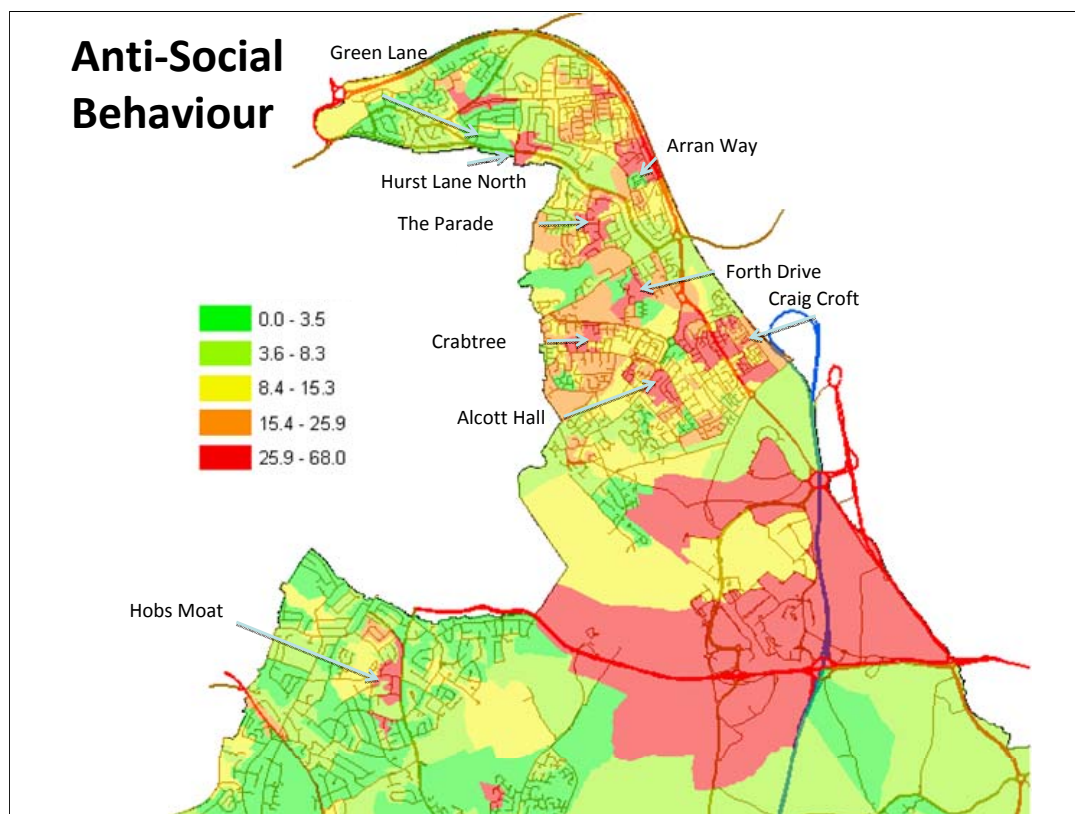 Anti-Social
Behaviour
Green Lane
Arran Way
Hurst Lane North
The Parade
Forth Drive
Craig Croft
Crabtree
Alcott Hall
0.0 - 3.5
3.6 - 8.3
8.4 - 15.3
15.4 - 25.9
25.9 - 68.0
Hobs Moat